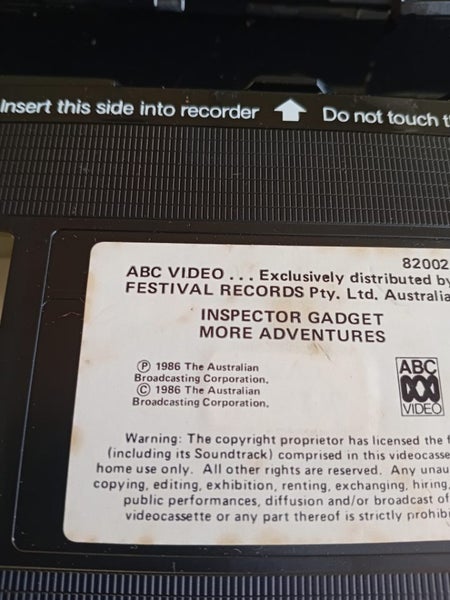 Insert this side into recorder Do not touch t
82002
ABC VIDEO . . . Exclusively distributed by
FESTIVAL RECORDS Pty. Ltd. Australia
INSPECTOR GADGET
MORE ADVENTURES
Ⓟ 1986 The Australian
Broadcasting Corporation.
© 1986 The Australian
Broadcasting Corporation.
ABC
VIDEO
Warning: The copyright proprietor has licensed the f
(including its Soundtrack) comprised in this videocasse
home use only. All other rights are reserved. Any unau
copying, editing, exhibition, renting, exchanging, hiring,
public performances, diffusion and/or broadcast of
videocassette or any part thereof is strictly prohib